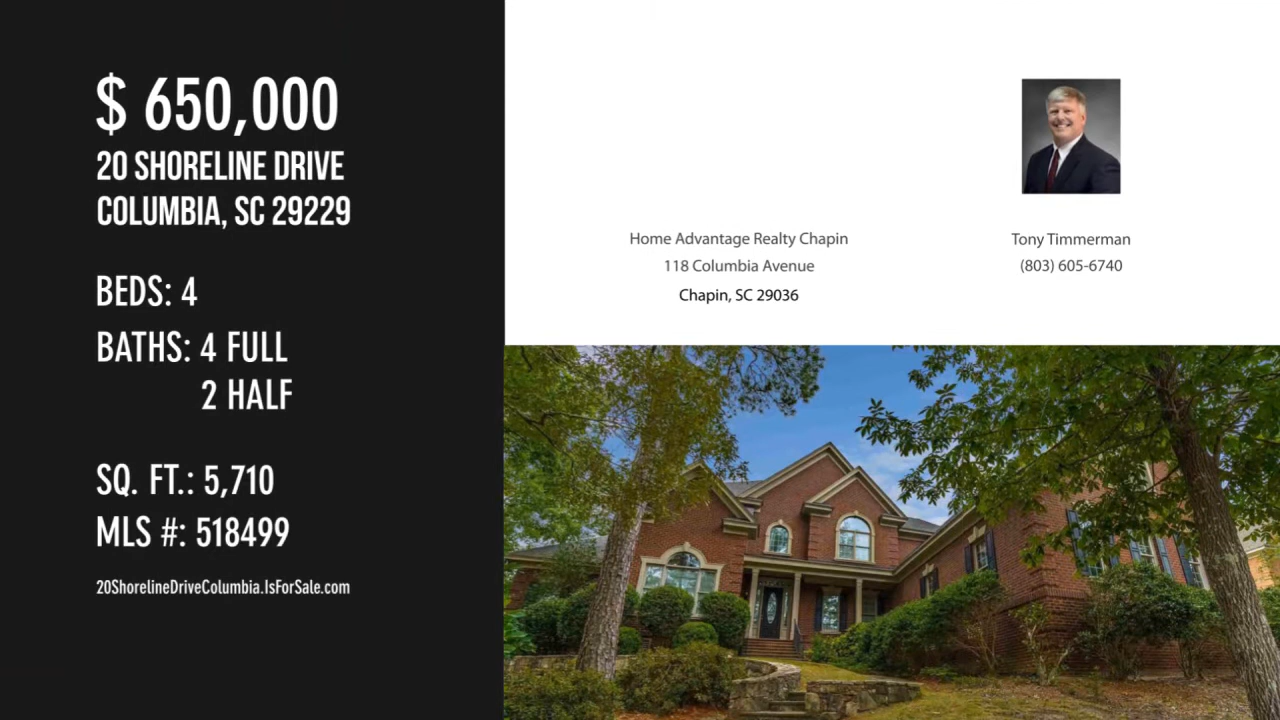 $ 650,000
20 SHORELINE DRIVE
COLUMBIA, SC 29229
BEDS: 4
BATHS: 4 FULL
2 HALF
SQ. FT.: 5,710
MLS #: 518499
20ShorelineDriveColumbia.IsForSale.com
Home Advantage Realty Chapin
118 Columbia Avenue
Chapin, SC 29036
Tony Timmerman
(803) 605-6740